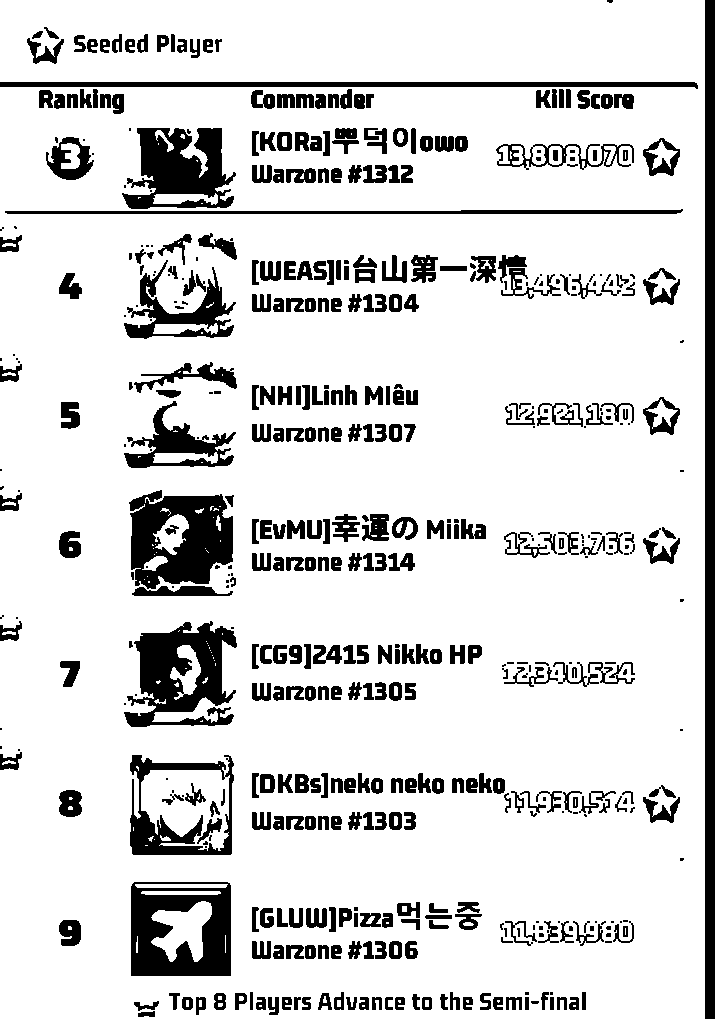 Seeded Player
Ranking Commander Kill Score
3 [KORa]뿌덕이owo 13,808,070
Warzone #1312
4 [WEAS]li台山第一深情 13,496,442
Warzone #1304
5 [NHI]Linh MIêu 12,921,180
Warzone #1307
6 [EvMU]幸運の Miika 12,503,766
Warzone #1314
7 [CG9]2415 Nikko HP 12,340,524
Warzone #1305
8 [DKBs]neko neko neko 11,930,514
Warzone #1303
9 [GLUW]Pizza먹는중 11,839,980
Warzone #1306
Top 8 Players Advance to the Semi-final